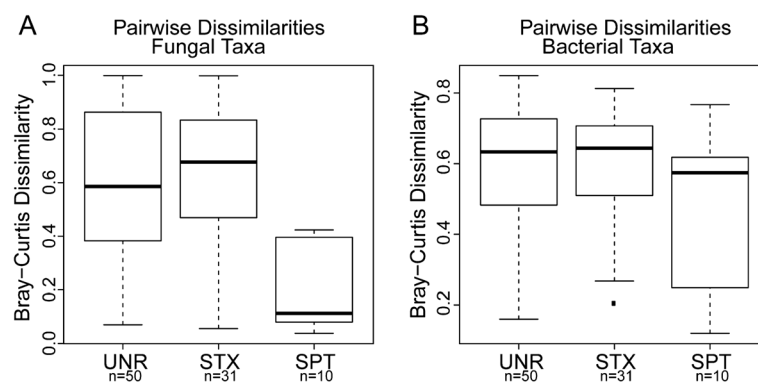 A
Pairwise Dissimilarities
Fungal Taxa
Bray−Curtis Dissimilarity
1.0
0.8
0.6
0.4
0.2
0.0
UNR
STX
SPT
n=50
n=31
n=10
B
Pairwise Dissimilarities
Bacterial Taxa
Bray−Curtis Dissimilarity
0.8
0.6
0.4
0.2
UNR
STX
SPT
n=50
n=31
n=10